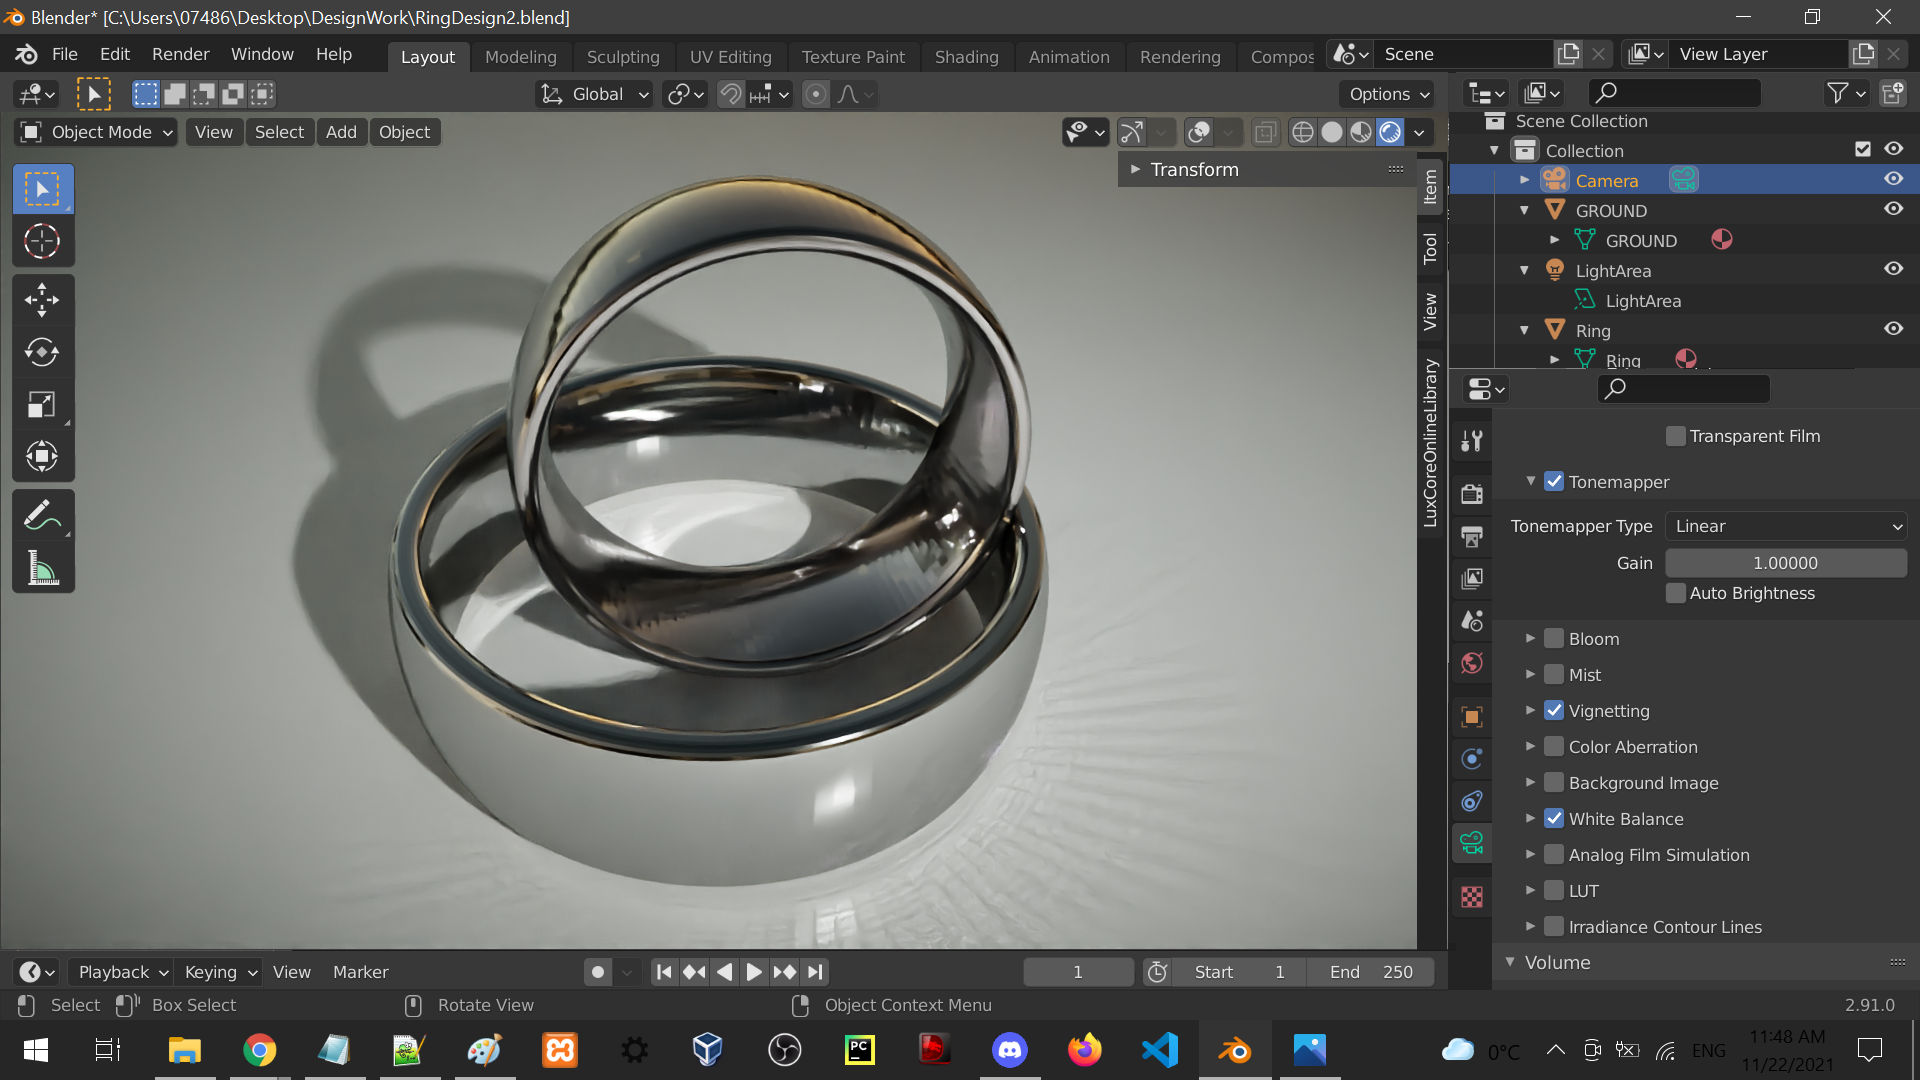 Blender* [C:\Users\07486\Desktop\DesignWork\RingDesign2.blend]
File Edit Render Window Help Layout Modeling Sculpting UV Editing Texture Paint Shading Animation Rendering Compos Scene View Layer
Global Options
Object Mode View Select Add Object
Transform
Item
Tool
View
LuxCoreOnlineLibrary
Scene Collection
Collection
Camera
GROUND
GROUND
LightArea
LightArea
Ring
Ring
Transparent Film
Tonemapper
Tonemapper Type Linear
Gain 1.00000
Auto Brightness
Bloom
Mist
Vignetting
Color Aberration
Background Image
White Balance
Analog Film Simulation
LUT
Irradiance Contour Lines
Volume
Playback Keying View Marker 1 Start 1 End 250
Select Box Select Rotate View Object Context Menu 2.91.0
PC 0°C ENG 11:48 AM
11/22/2021